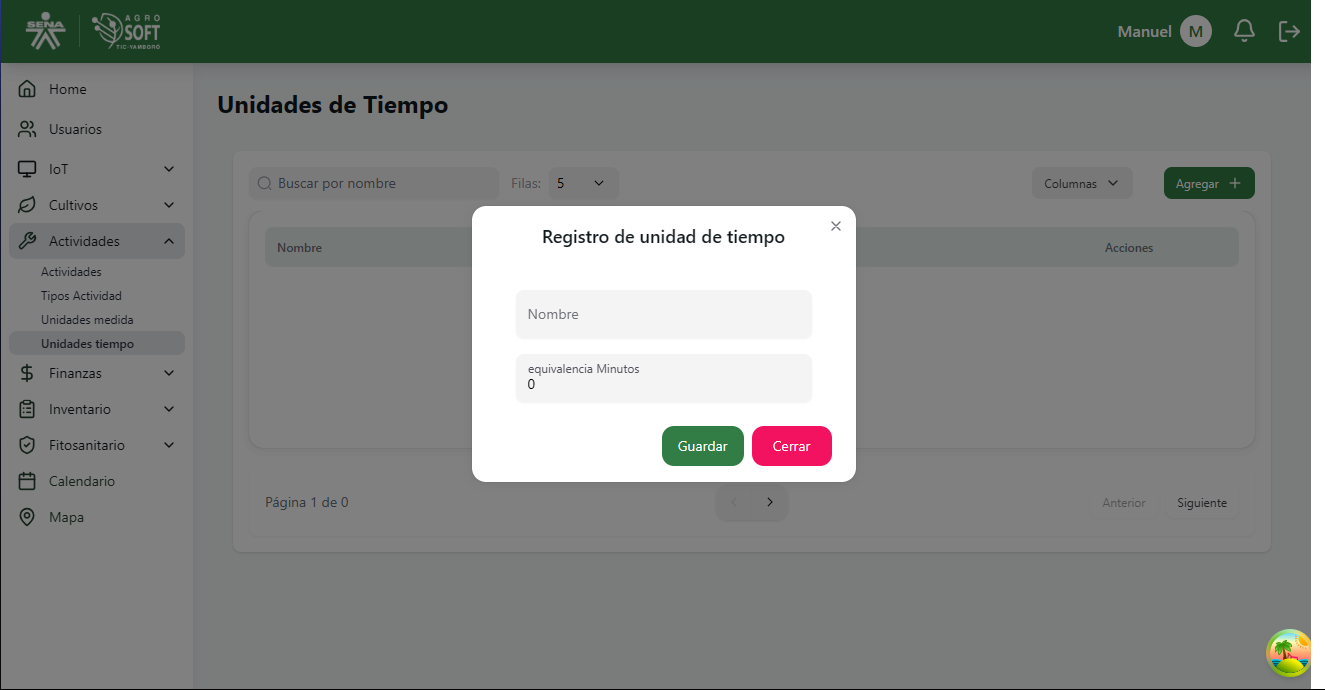 SENA
AGRO
SOFT
TIC-YAMBORO
Manuel M
Home
Usuarios
IoT
Cultivos
Actividades
Actividades
Tipos Actividad
Unidades medida
Unidades tiempo
Finanzas
Inventario
Fitosanitario
Calendario
Mapa
Unidades de Tiempo
Buscar por nombre Filas: 5 Columnas Agregar
Nombre Acciones
Registro de unidad de tiempo
Nombre
equivalencia Minutos
0
Guardar Cerrar
Página 1 de 0 Anterior Siguiente